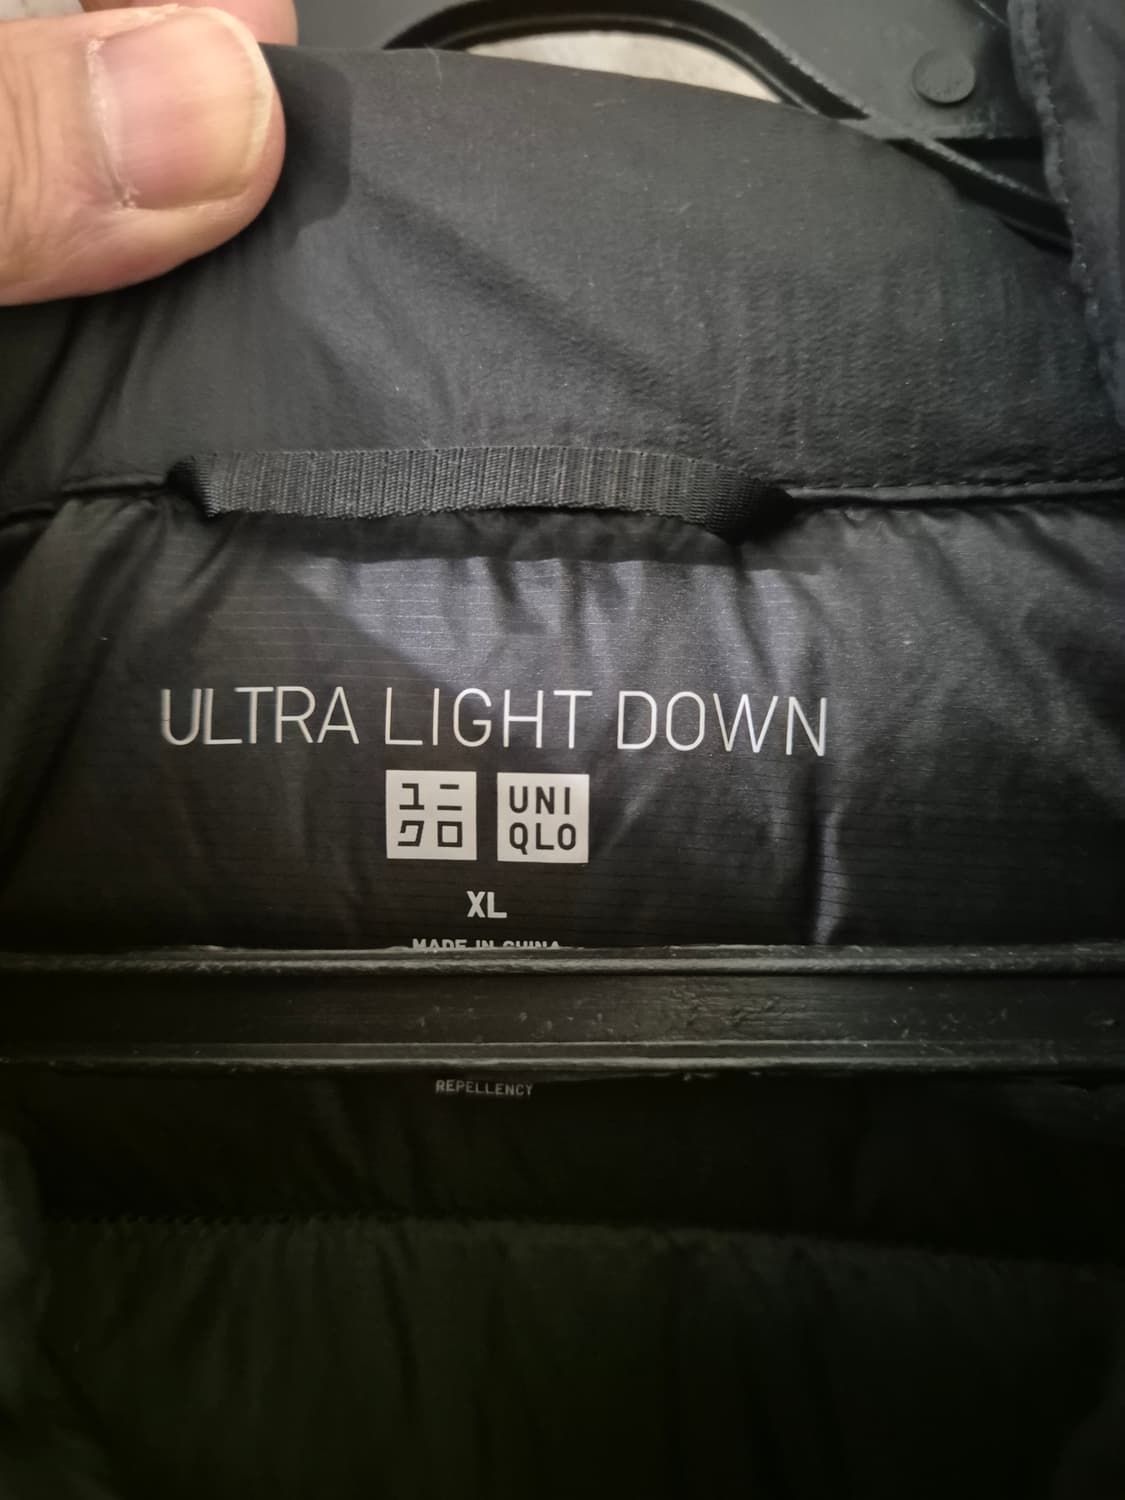 ULTRA LIGHT DOWN
ユニ
クロ
UNI
QLO
XL
MADE IN CHINA
REPELLENCY